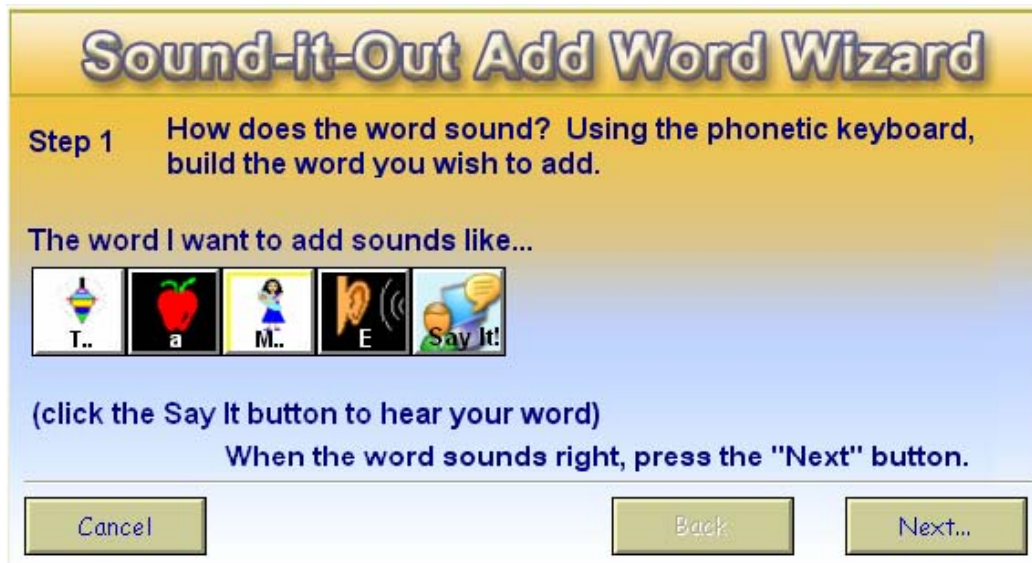 Sound-it-Out Add Word Wizard
Step 1
How does the word sound?  Using the phonetic keyboard,
build the word you wish to add.
The word I want to add sounds like...
T.. a M.. E Say It!
(click the Say It button to hear your word)
When the word sounds right, press the "Next" button.
Cancel Back Next...